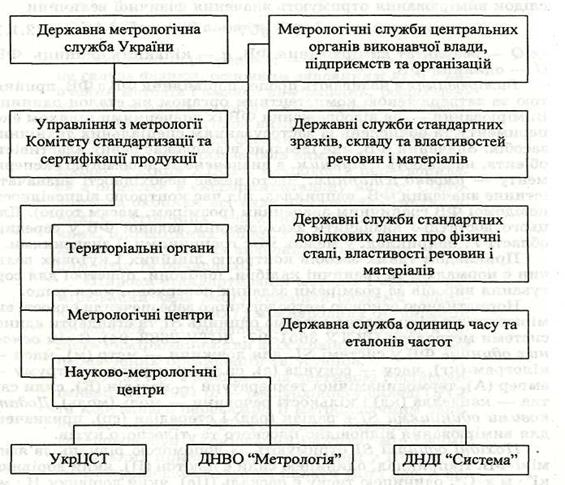 Державна метрологічна
служба України
Метрологічні служби центральних
органів виконавчої влади,
підприємств та організацій
Управління з метрології
Комітету стандартизації та
сертифікації продукції
Державні служби стандартних
зразків, складу та властивостей
речовин і матеріалів
Територіальні органи
Державні служби стандартних
довідкових даних про фізичні
сталі, властивості речовин
і матеріалів
Метрологічні центри
Державна служба одиниць часу та
еталонів частот
Науково-метрологічні
центри
УкрЦСТ
ДНВО “Метрологія”
ДНДІ “Система”